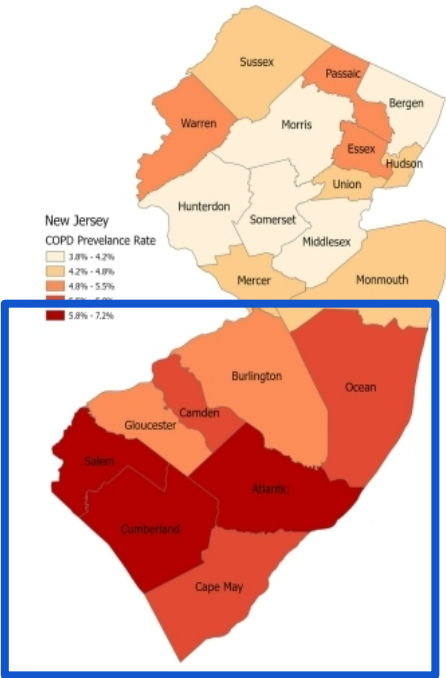 Sussex
Passaic
Bergen
Warren
Morris
Essex
Hudson
Union
Hunterdon
Somerset
Middlesex
New Jersey
COPD Prevelance Rate
3.8% - 4.2%
4.2% - 4.8%
4.8% - 5.5%
5.8% - 7.2%
Mercer
Monmouth
Burlington
Ocean
Camden
Gloucester
Salem
Atlantic
Cumberland
Cape May